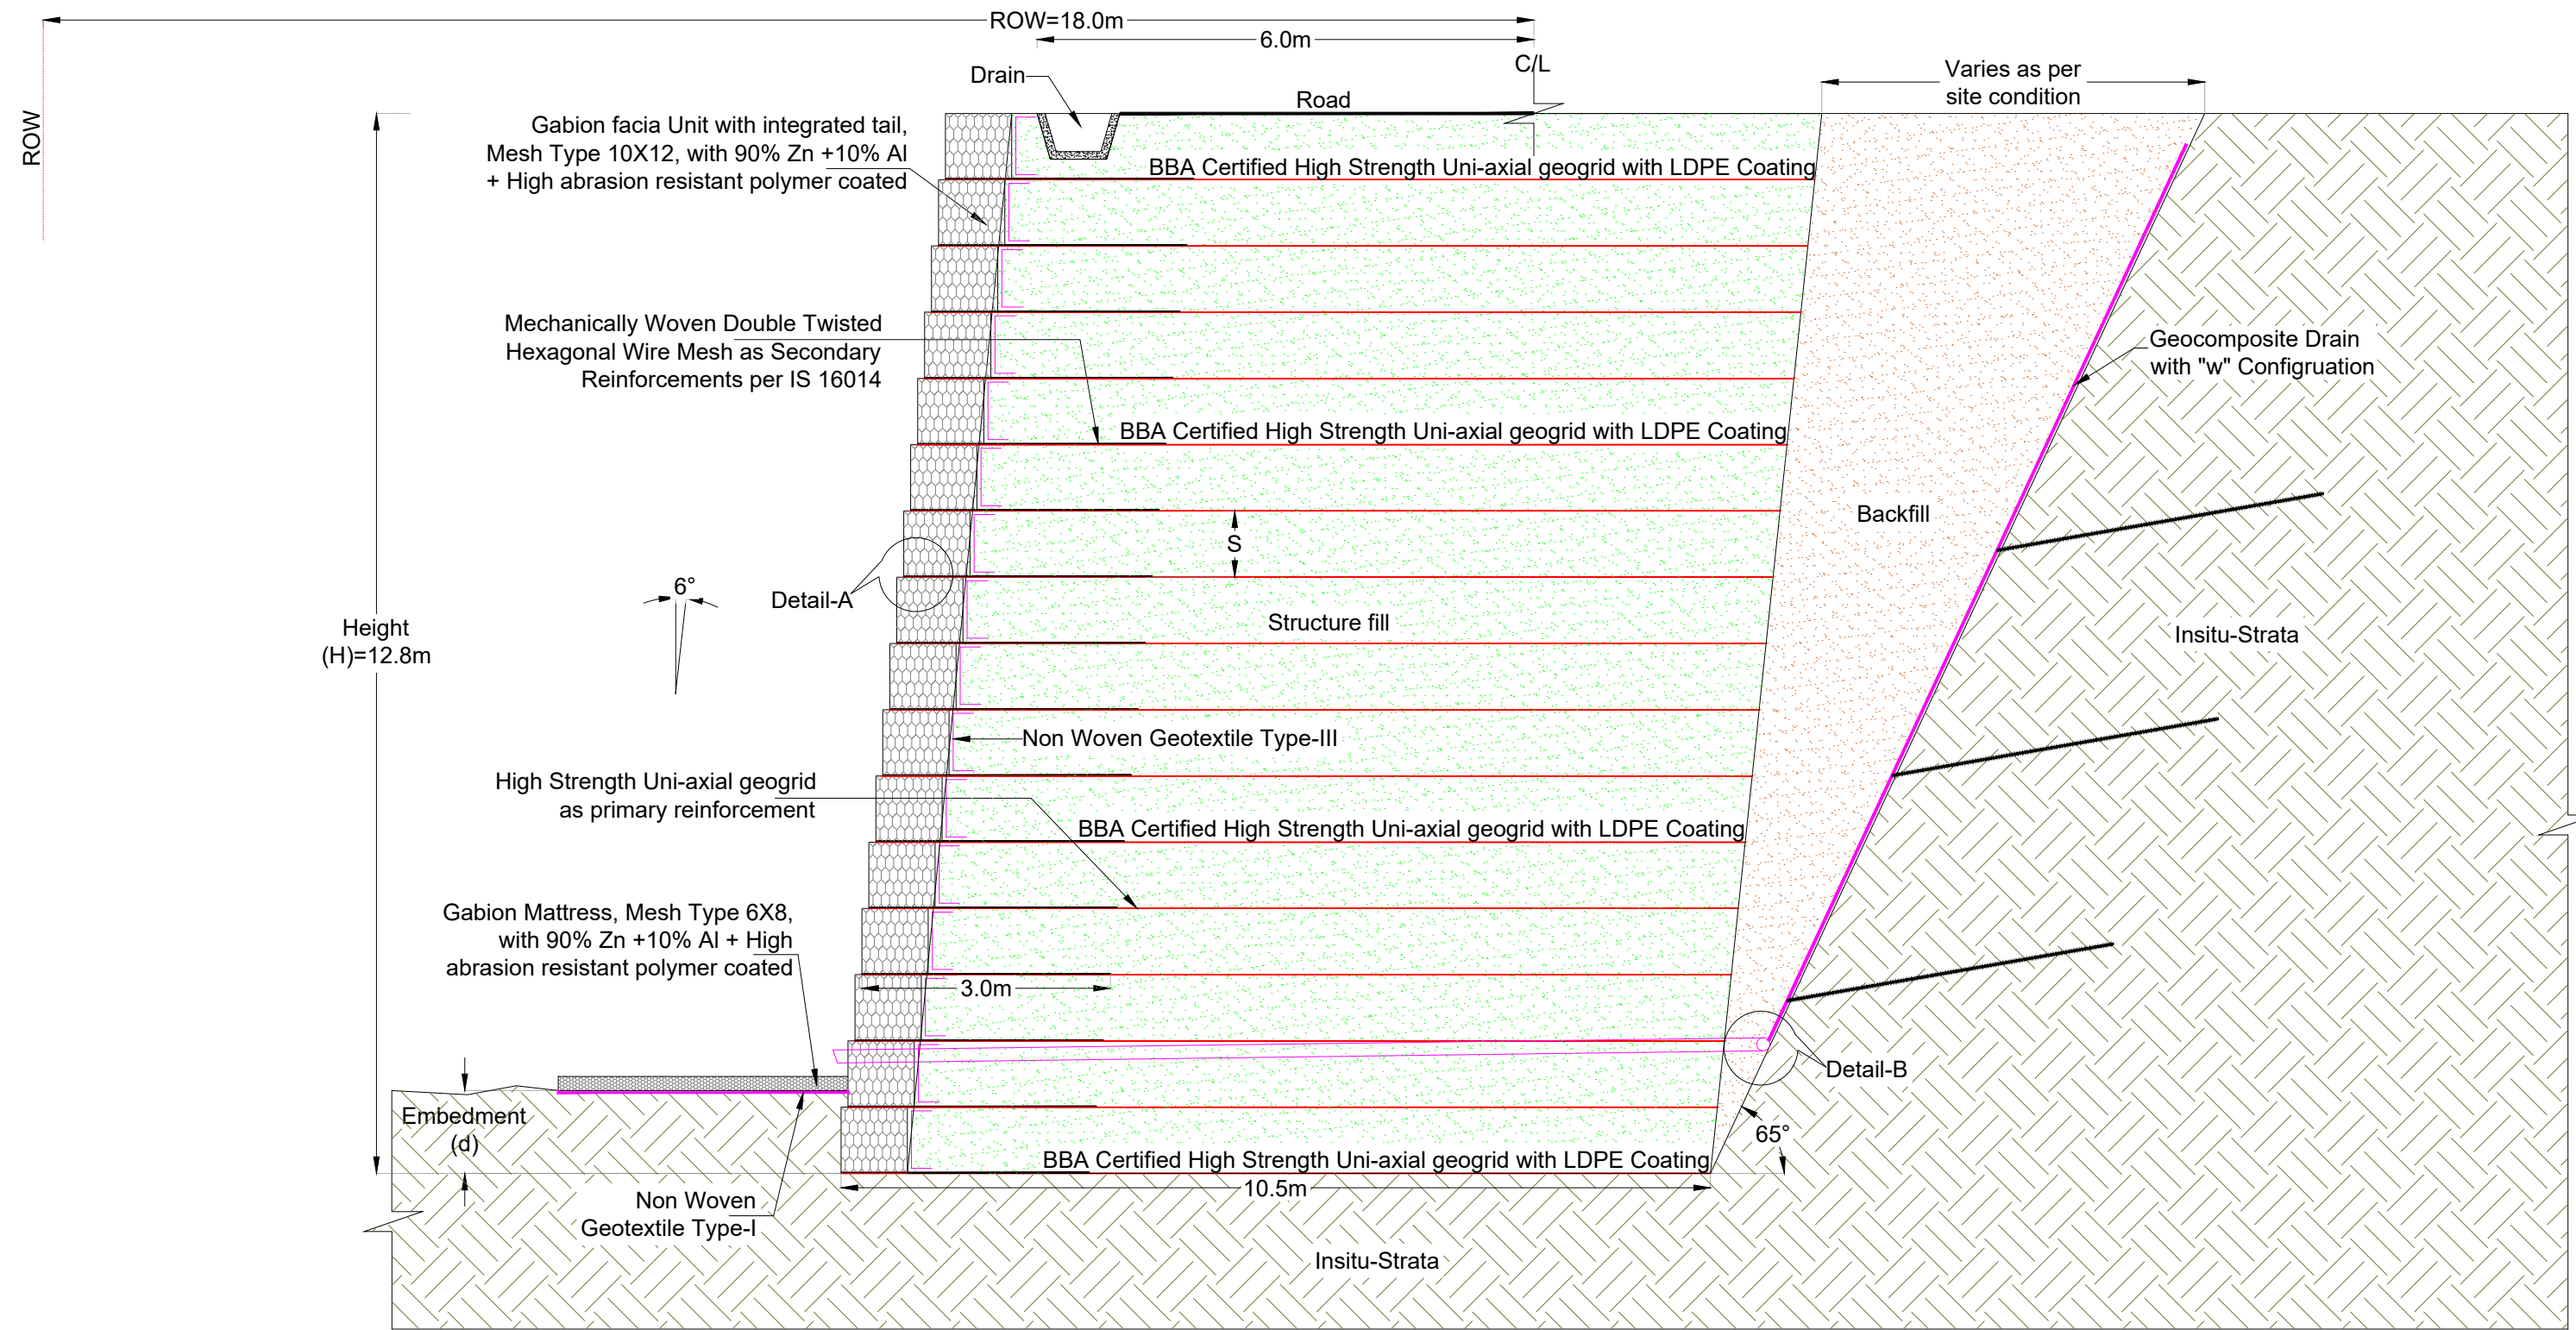 ROW=18.0m
6.0m
C/L
Drain
Road
Varies as per
site condition
ROW
Gabion facia Unit with integrated tail,
Mesh Type 10X12, with 90% Zn +10% Al
+ High abrasion resistant polymer coated
BBA Certified High Strength Uni-axial geogrid with LDPE Coating
Mechanically Woven Double Twisted
Hexagonal Wire Mesh as Secondary
Reinforcements per IS 16014
Geocomposite Drain
with "w" Configruation
BBA Certified High Strength Uni-axial geogrid with LDPE Coating
Backfill
S
6°
Detail-A
Height
(H)=12.8m
Structure fill
Insitu-Strata
Non Woven Geotextile Type-III
High Strength Uni-axial geogrid
as primary reinforcement
BBA Certified High Strength Uni-axial geogrid with LDPE Coating
Gabion Mattress, Mesh Type 6X8,
with 90% Zn +10% Al + High
abrasion resistant polymer coated
3.0m
Detail-B
Embedment
(d)
65°
BBA Certified High Strength Uni-axial geogrid with LDPE Coating
10.5m
Non Woven
Geotextile Type-I
Insitu-Strata